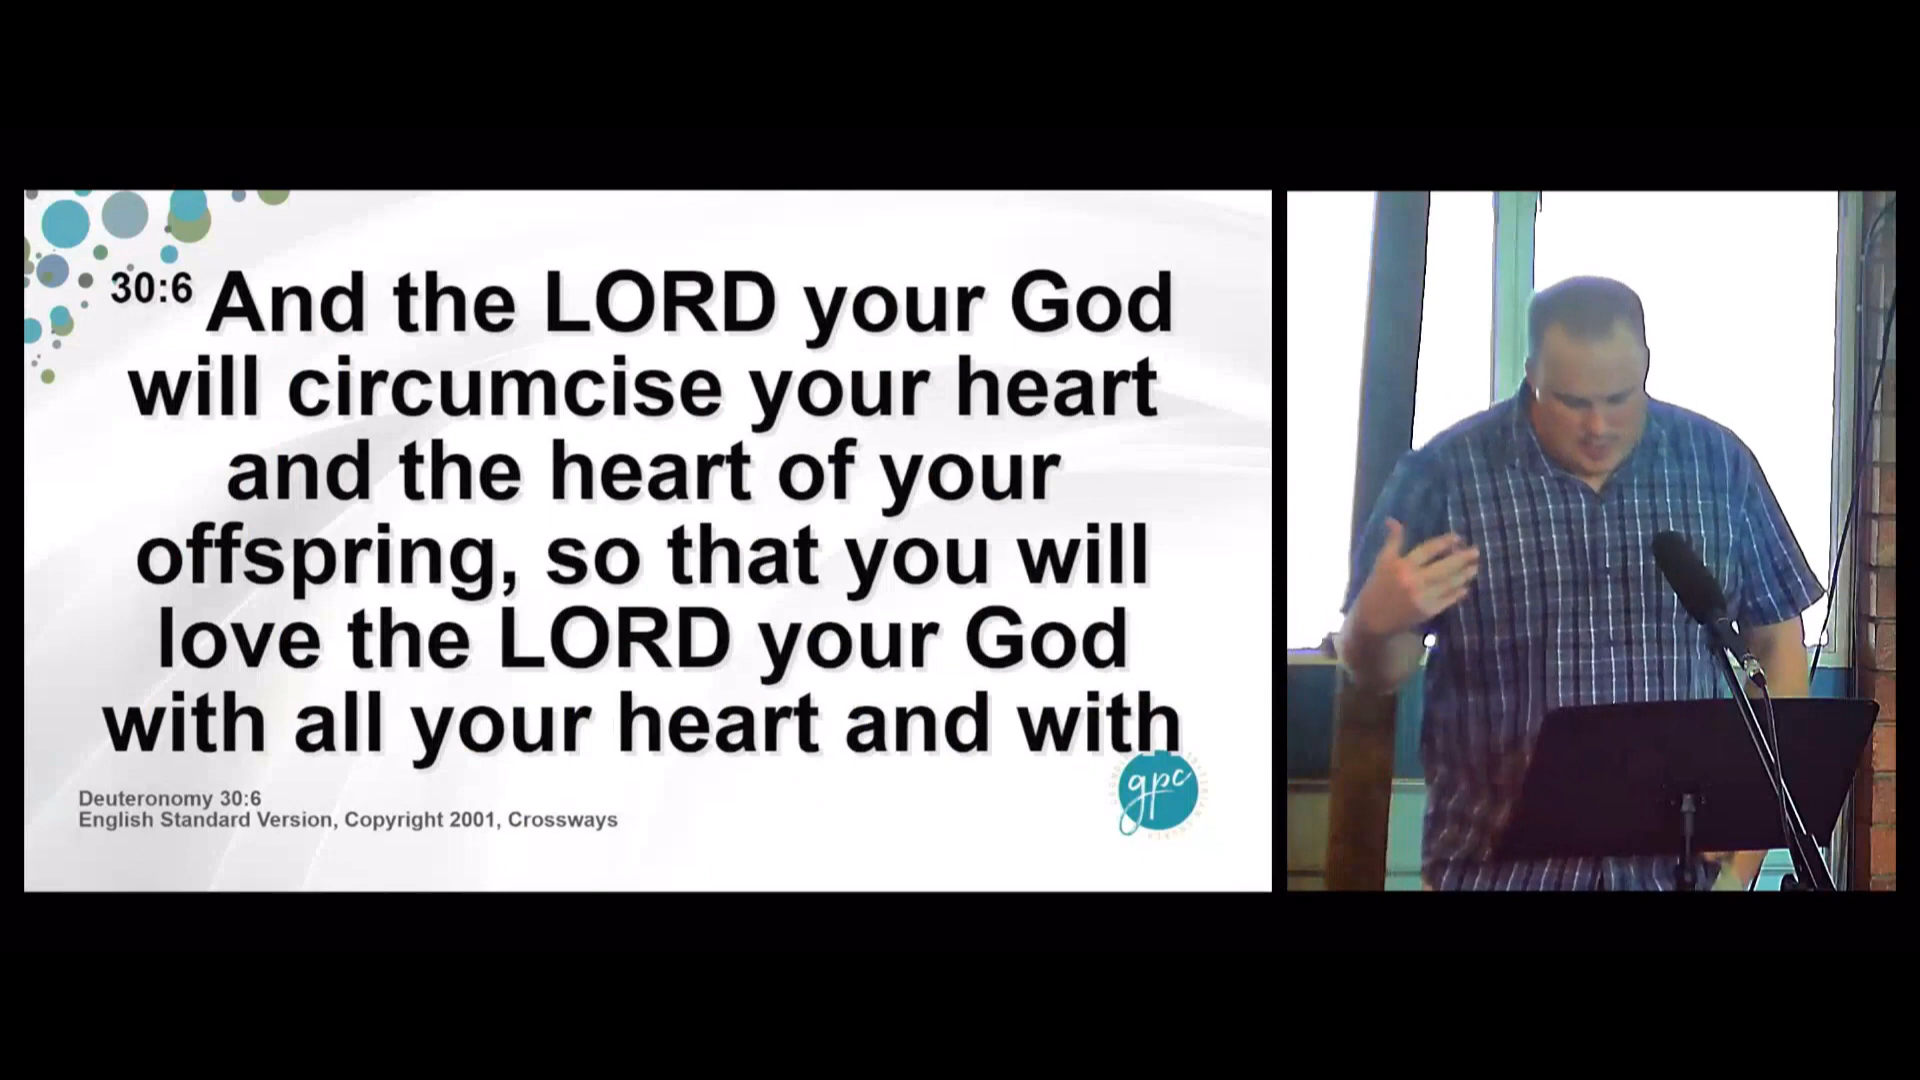 30:6 And the LORD your God
will circumcise your heart
and the heart of your
offspring, so that you will
love the LORD your God
with all your heart and with
gpc
Deuteronomy 30:6
English Standard Version, Copyright 2001, Crossways